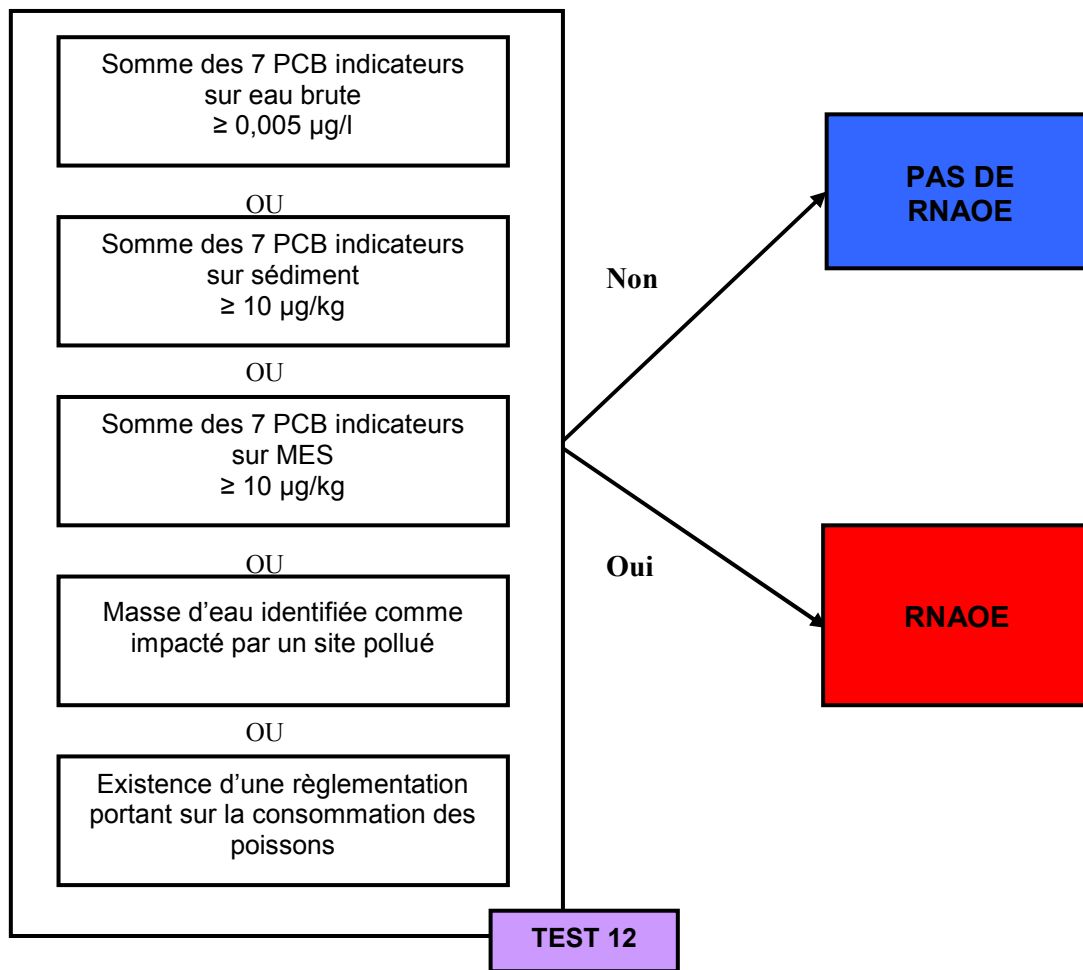 Somme des 7 PCB indicateurs
sur eau brute
≥ 0,005 µg/l
OU
Somme des 7 PCB indicateurs
sur sédiment
≥ 10 µg/kg
OU
Somme des 7 PCB indicateurs
sur MES
≥ 10 µg/kg
OU
Masse d’eau identifiée comme
impacté par un site pollué
OU
Existence d’une règlementation
portant sur la consommation des
poissons
TEST 12
Non
Oui
PAS DE
RNAOE
RNAOE